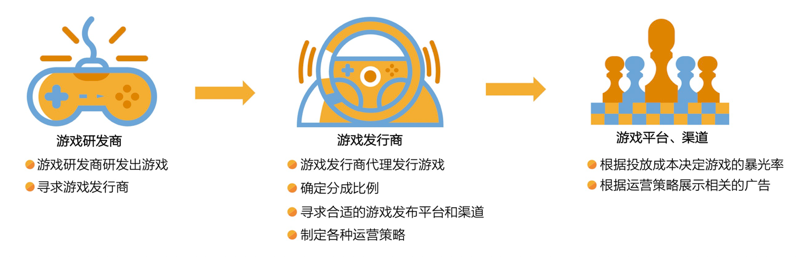 游戏研发商
游戏研发商研发出游戏
寻求游戏发行商
游戏发行商
游戏发行商代理发行游戏
确定分成比例
寻求合适的游戏发布平台和渠道
制定各种运营策略
游戏平台、渠道
根据投放成本决定游戏的暴光率
根据运营策略展示相关的广告